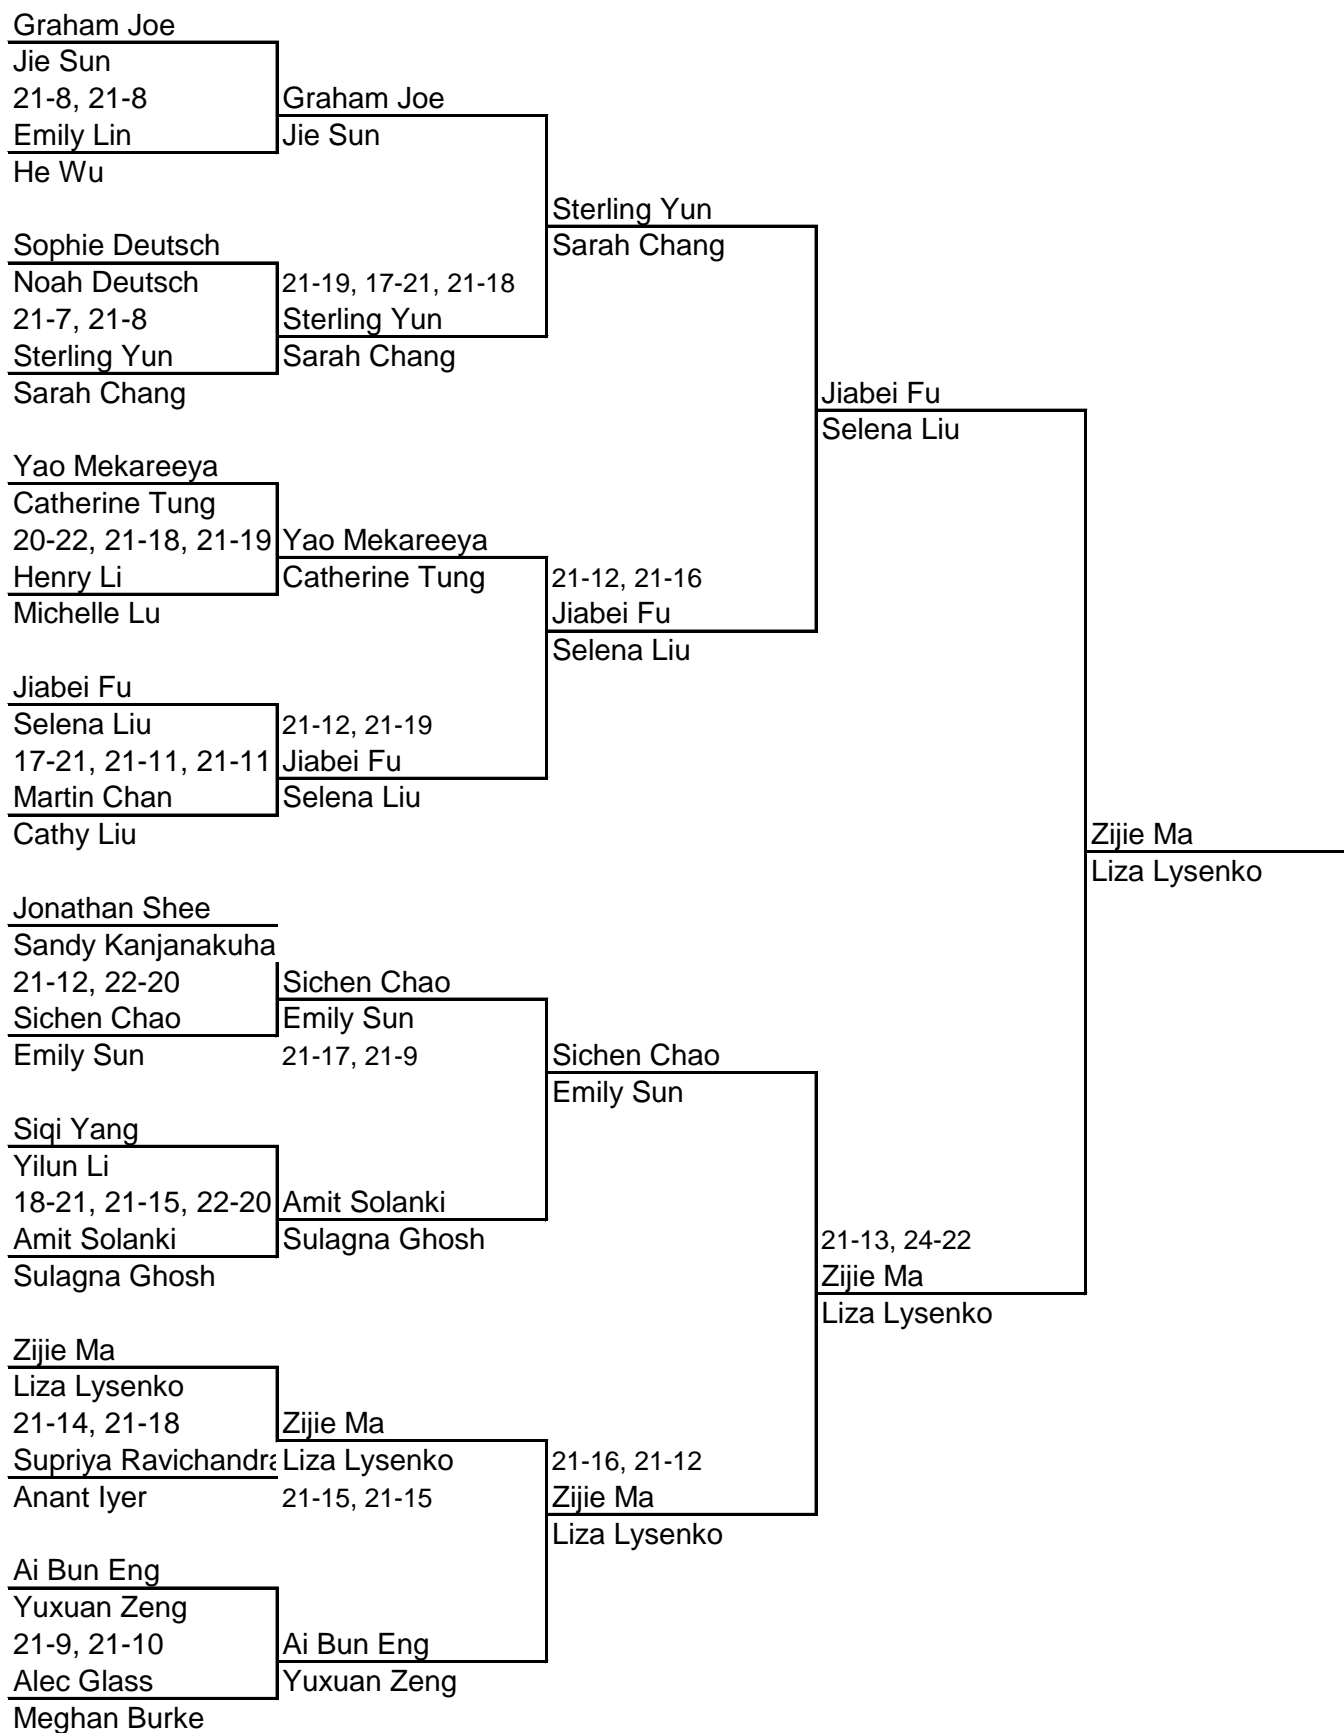 Graham Joe
Jie Sun
21-8, 21-8
Emily Lin
He Wu
Sophie Deutsch
Noah Deutsch
21-7, 21-8
Sterling Yun
Sarah Chang
Yao Mekareeya
Catherine Tung
20-22, 21-18, 21-19
Henry Li
Michelle Lu
Jiabei Fu
Selena Liu
17-21, 21-11, 21-11
Martin Chan
Cathy Liu
Jonathan Shee
Sandy Kanjanakuha
21-12, 22-20
Sichen Chao
Emily Sun
Siqi Yang
Yilun Li
18-21, 21-15, 22-20
Amit Solanki
Sulagna Ghosh
Zijie Ma
Liza Lysenko
21-14, 21-18
Supriya Ravichandra
Anant Iyer
Ai Bun Eng
Yuxuan Zeng
21-9, 21-10
Alec Glass
Meghan Burke
Graham Joe
Jie Sun
21-19, 17-21, 21-18
Sterling Yun
Sarah Chang
Yao Mekareeya
Catherine Tung
21-12, 21-19
Jiabei Fu
Selena Liu
Sichen Chao
Emily Sun
21-17, 21-9
Amit Solanki
Sulagna Ghosh
Zijie Ma
Liza Lysenko
21-15, 21-15
Ai Bun Eng
Yuxuan Zeng
Sterling Yun
Sarah Chang
21-12, 21-16
Jiabei Fu
Selena Liu
Sichen Chao
Emily Sun
21-16, 21-12
Zijie Ma
Liza Lysenko
Jiabei Fu
Selena Liu
21-13, 24-22
Zijie Ma
Liza Lysenko
Zijie Ma
Liza Lysenko